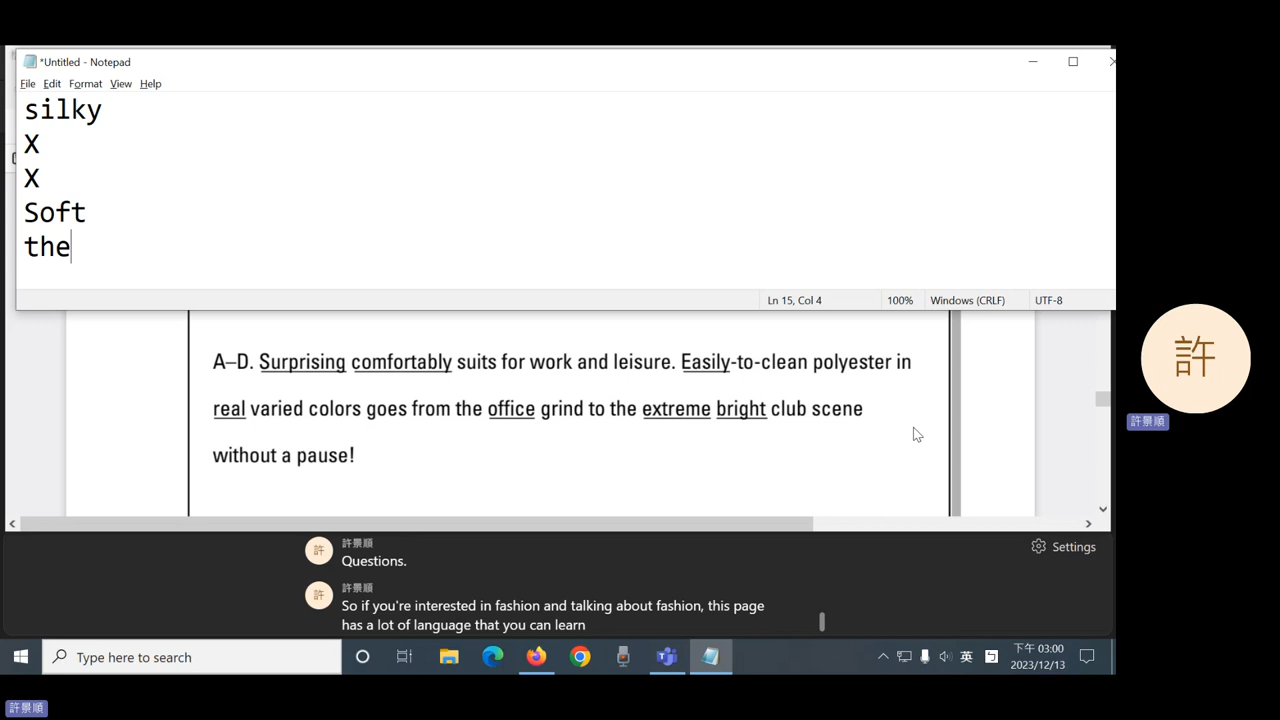 *Untitled - Notepad
File Edit Format View Help
silky
X
X
Soft
the
Ln 15, Col 4 100% Windows (CRLF) UTF-8
A–D. Surprising comfortably suits for work and leisure. Easily-to-clean polyester in
real varied colors goes from the office grind to the extreme bright club scene
without a pause!
許景順
Questions.
許景順
So if you're interested in fashion and talking about fashion, this page
has a lot of language that you can learn
許
許
Settings
許
許景順
Type here to search
英
下午 03:00
2023/12/13
許景順